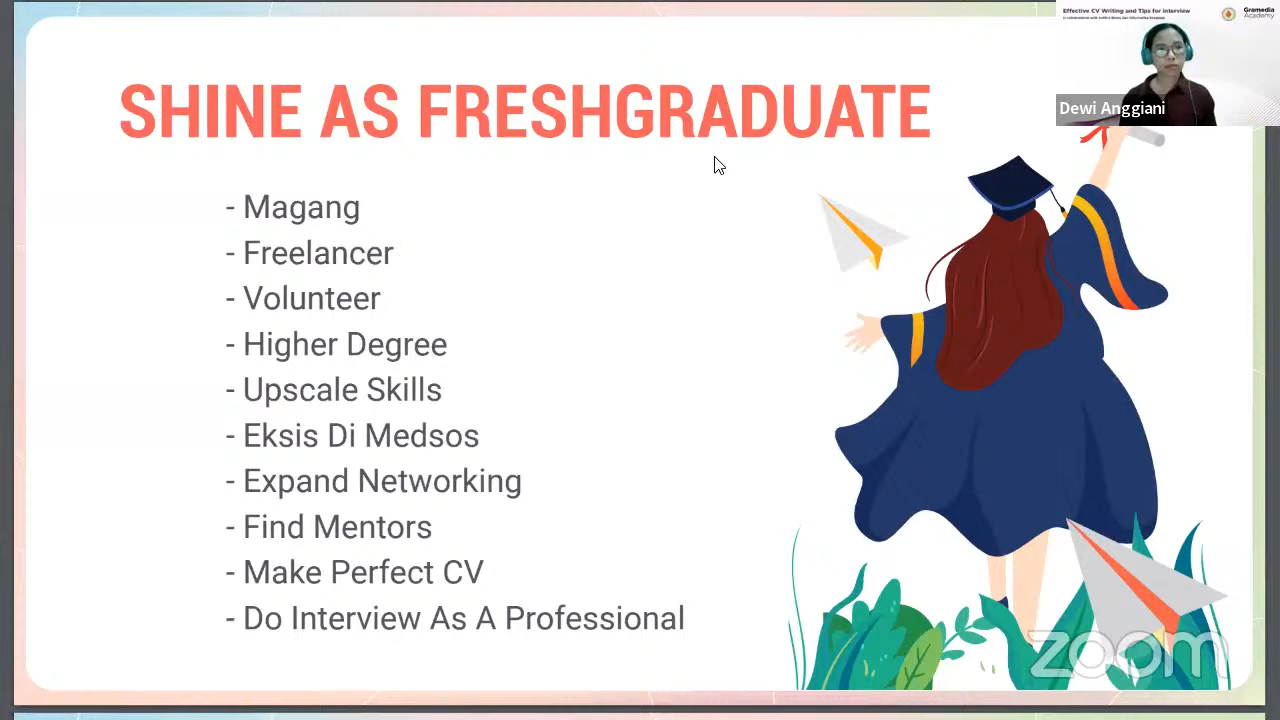 Effective CV Writing and Tips for Interview
Gramedia
Academy
Dewi Anggiani
SHINE AS FRESHGRADUATE
- Magang
- Freelancer
- Volunteer
- Higher Degree
- Upscale Skills
- Eksis Di Medsos
- Expand Networking
- Find Mentors
- Make Perfect CV
- Do Interview As A Professional
zoom